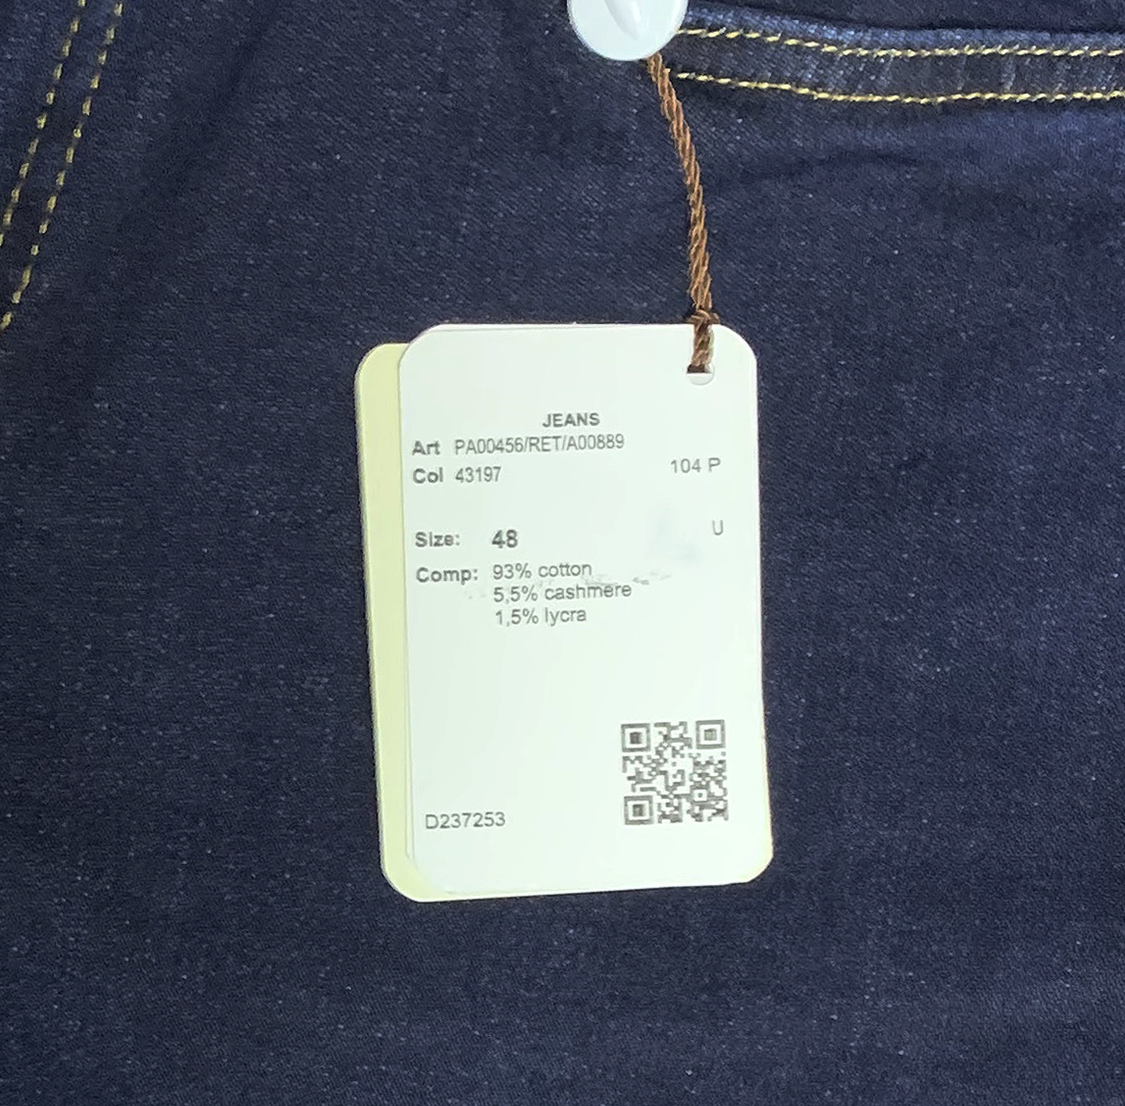 JEANS
Art PA00456/RET/A00889
Col 43197 104 P
Size: 48 U
Comp: 93% cotton
5,5% cashmere
1,5% lycra
D237253